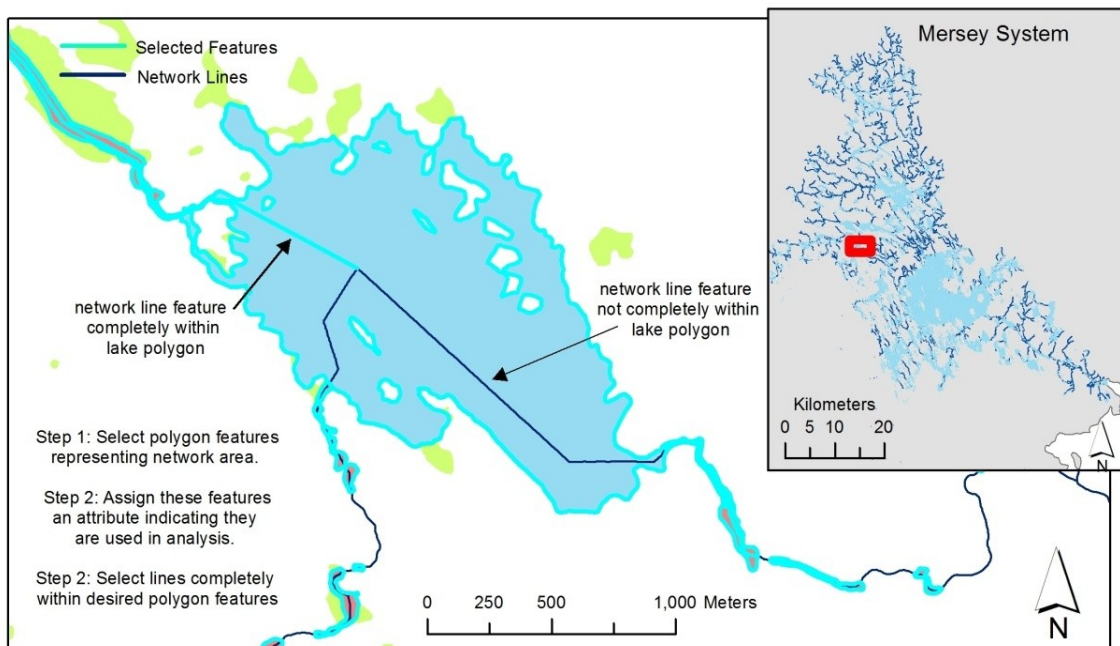 Selected Features
Network Lines
Mersey System
network line feature
completely within
lake polygon
network line feature
not completely within
lake polygon
Step 1: Select polygon features
representing network area.
Step 2: Assign these features
an attribute indicating they
are used in analysis.
Step 2: Select lines completely
within desired polygon features
0 250 500 1,000 Meters
N
Kilometers
0 5 10 20
N